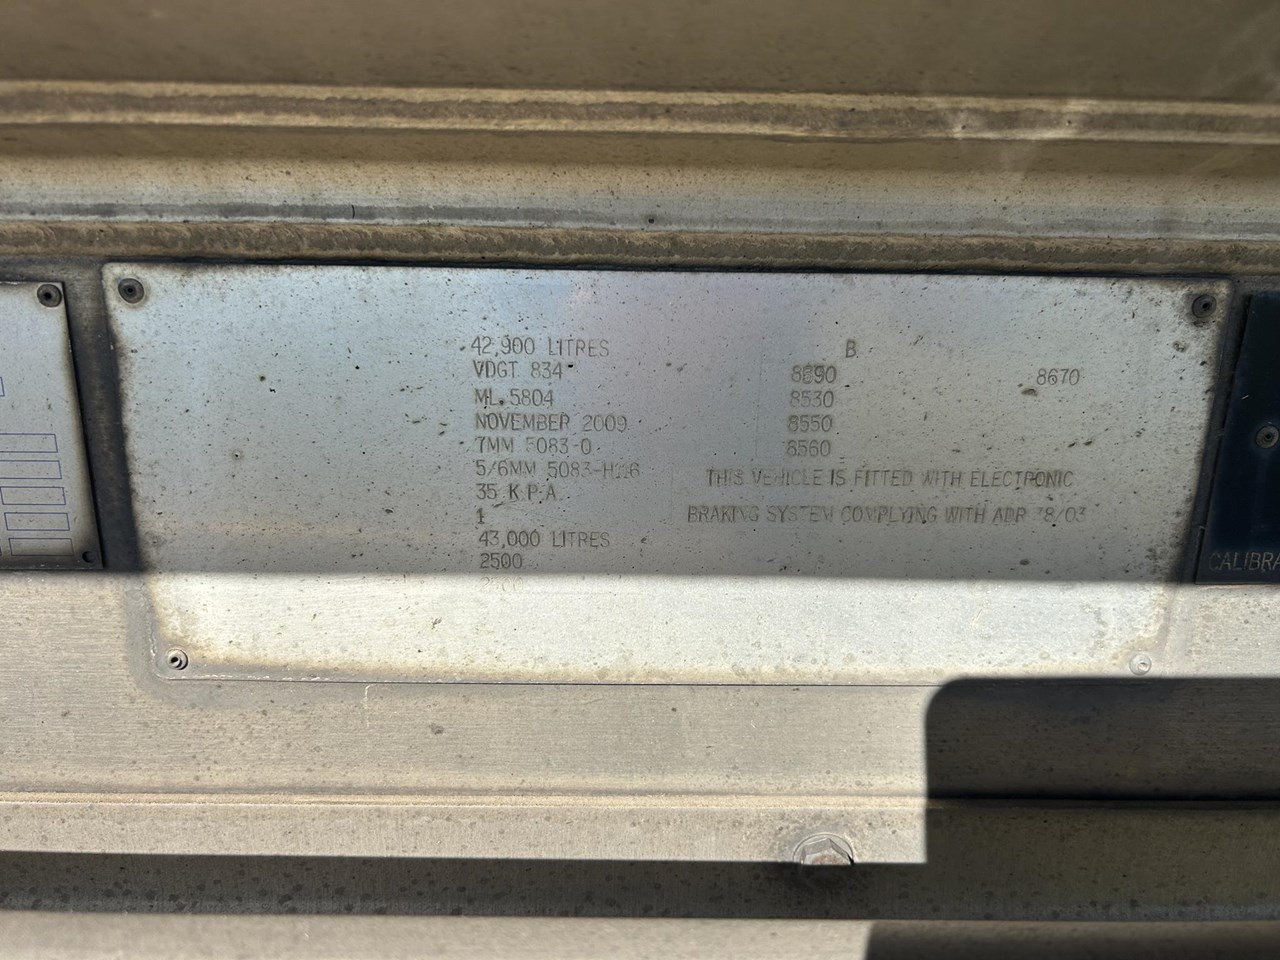 42,900 LITRES
VDGT 834
ML 5804
NOVEMBER 2009
7MM 5083-0
5/6MM 5083-H116
35 K.P.A.
1
43,000 LITRES
2500
B
8690 8670
8530
8550
8560
THIS VEHICLE IS FITTED WITH ELECTRONIC
BRAKING SYSTEM COMPLYING WITH ADR 38/03
CALIBRA